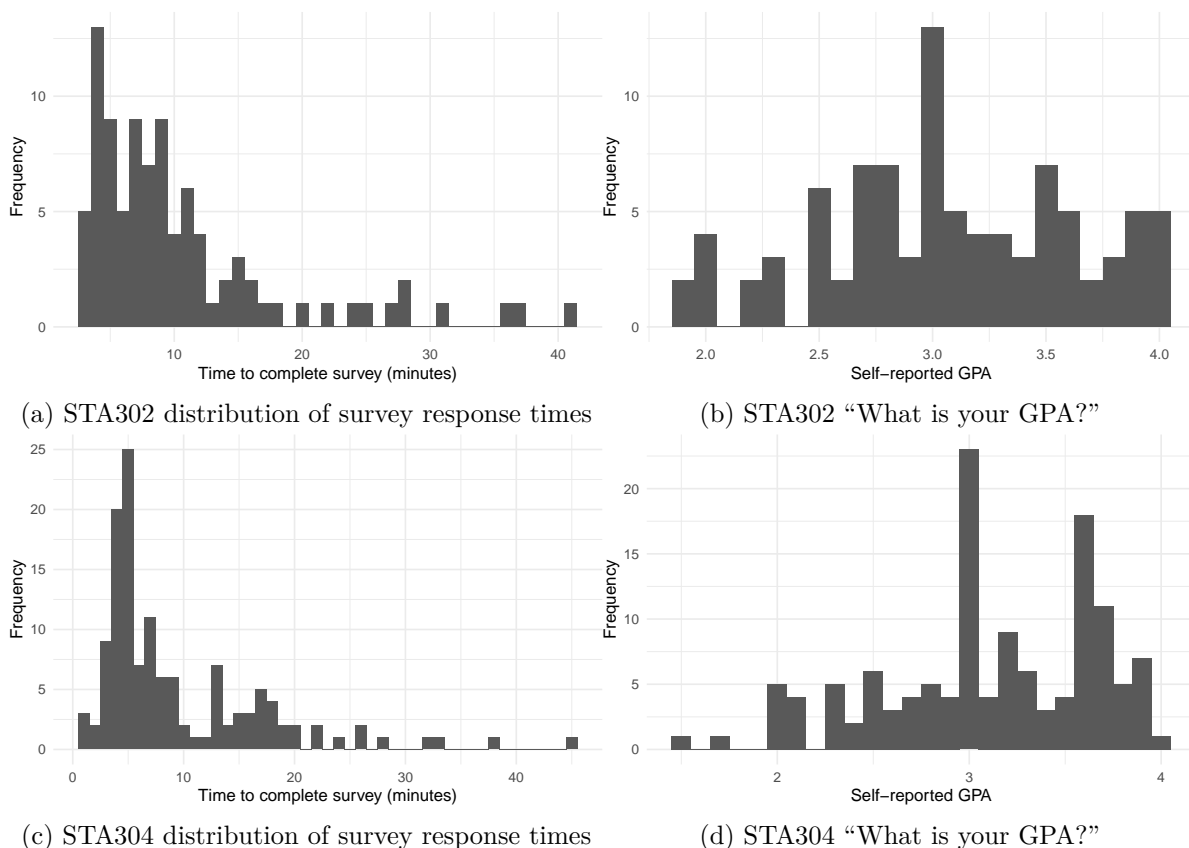 10
5
0
Frequency
10
20
30
40
Time to complete survey (minutes)
(a) STA302 distribution of survey response times
10
5
0
Frequency
2.0
2.5
3.0
3.5
4.0
Self−reported GPA
(b) STA302 “What is your GPA?”
25
20
15
10
5
0
Frequency
0
10
20
30
40
Time to complete survey (minutes)
(c) STA304 distribution of survey response times
20
15
10
5
0
Frequency
2
3
4
Self−reported GPA
(d) STA304 “What is your GPA?”